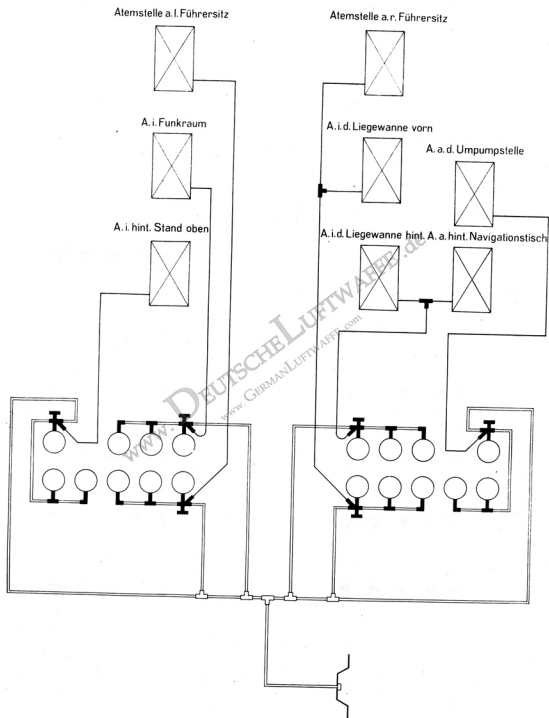 Atemstelle a. l. Führersitz
Atemstelle a. r. Führersitz
A. i. Funkraum
A. i. d. Liegewanne vorn
A. a. d. Umpumpstelle
A. i. hint. Stand oben
A. i. d. Liegewanne hint.
A. a. hint. Navigationstisch
www.DEUTSCHELUFTWAFFE.de
www.GERMANLUFTWAFFE.com